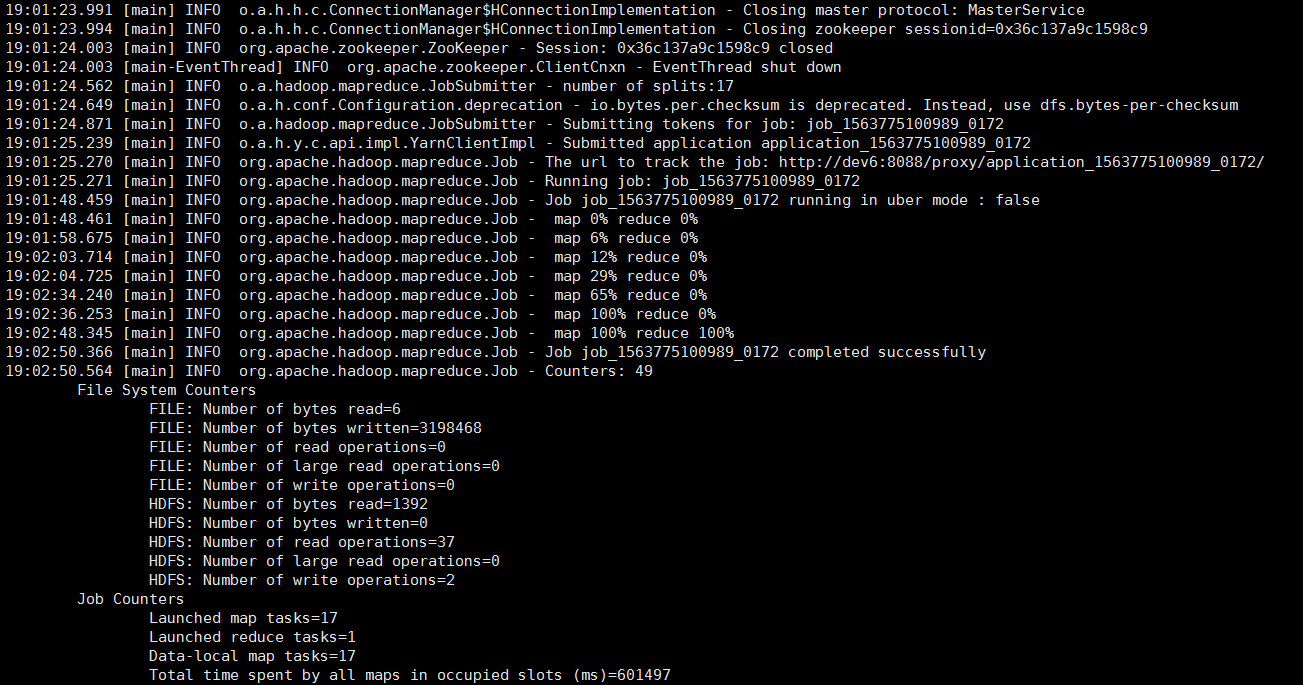 19:01:23.991 [main] INFO  o.a.h.h.c.ConnectionManager$HConnectionImplementation - Closing master protocol: MasterService
19:01:23.994 [main] INFO  o.a.h.h.c.ConnectionManager$HConnectionImplementation - Closing zookeeper sessionid=0x36c137a9c1598c9
19:01:24.003 [main] INFO  org.apache.zookeeper.ZooKeeper - Session: 0x36c137a9c1598c9 closed
19:01:24.003 [main-EventThread] INFO  org.apache.zookeeper.ClientCnxn - EventThread shut down
19:01:24.562 [main] INFO  o.a.hadoop.mapreduce.JobSubmitter - number of splits:17
19:01:24.649 [main] INFO  o.a.h.conf.Configuration.deprecation - io.bytes.per.checksum is deprecated. Instead, use dfs.bytes-per-checksum
19:01:24.871 [main] INFO  o.a.hadoop.mapreduce.JobSubmitter - Submitting tokens for job: job_1563775100989_0172
19:01:25.239 [main] INFO  o.a.h.y.c.api.impl.YarnClientImpl - Submitted application application_1563775100989_0172
19:01:25.270 [main] INFO  org.apache.hadoop.mapreduce.Job - The url to track the job: http://dev6:8088/proxy/application_1563775100989_0172/
19:01:25.271 [main] INFO  org.apache.hadoop.mapreduce.Job - Running job: job_1563775100989_0172
19:01:48.459 [main] INFO  org.apache.hadoop.mapreduce.Job - Job job_1563775100989_0172 running in uber mode : false
19:01:48.461 [main] INFO  org.apache.hadoop.mapreduce.Job -  map 0% reduce 0%
19:01:58.675 [main] INFO  org.apache.hadoop.mapreduce.Job -  map 6% reduce 0%
19:02:03.714 [main] INFO  org.apache.hadoop.mapreduce.Job -  map 12% reduce 0%
19:02:04.725 [main] INFO  org.apache.hadoop.mapreduce.Job -  map 29% reduce 0%
19:02:34.240 [main] INFO  org.apache.hadoop.mapreduce.Job -  map 65% reduce 0%
19:02:36.253 [main] INFO  org.apache.hadoop.mapreduce.Job -  map 100% reduce 0%
19:02:48.345 [main] INFO  org.apache.hadoop.mapreduce.Job -  map 100% reduce 100%
19:02:50.366 [main] INFO  org.apache.hadoop.mapreduce.Job - Job job_1563775100989_0172 completed successfully
19:02:50.564 [main] INFO  org.apache.hadoop.mapreduce.Job - Counters: 49
        File System Counters
                FILE: Number of bytes read=6
                FILE: Number of bytes written=3198468
                FILE: Number of read operations=0
                FILE: Number of large read operations=0
                FILE: Number of write operations=0
                HDFS: Number of bytes read=1392
                HDFS: Number of bytes written=0
                HDFS: Number of read operations=37
                HDFS: Number of large read operations=0
                HDFS: Number of write operations=2
        Job Counters
                Launched map tasks=17
                Launched reduce tasks=1
                Data-local map tasks=17
                Total time spent by all maps in occupied slots (ms)=601497